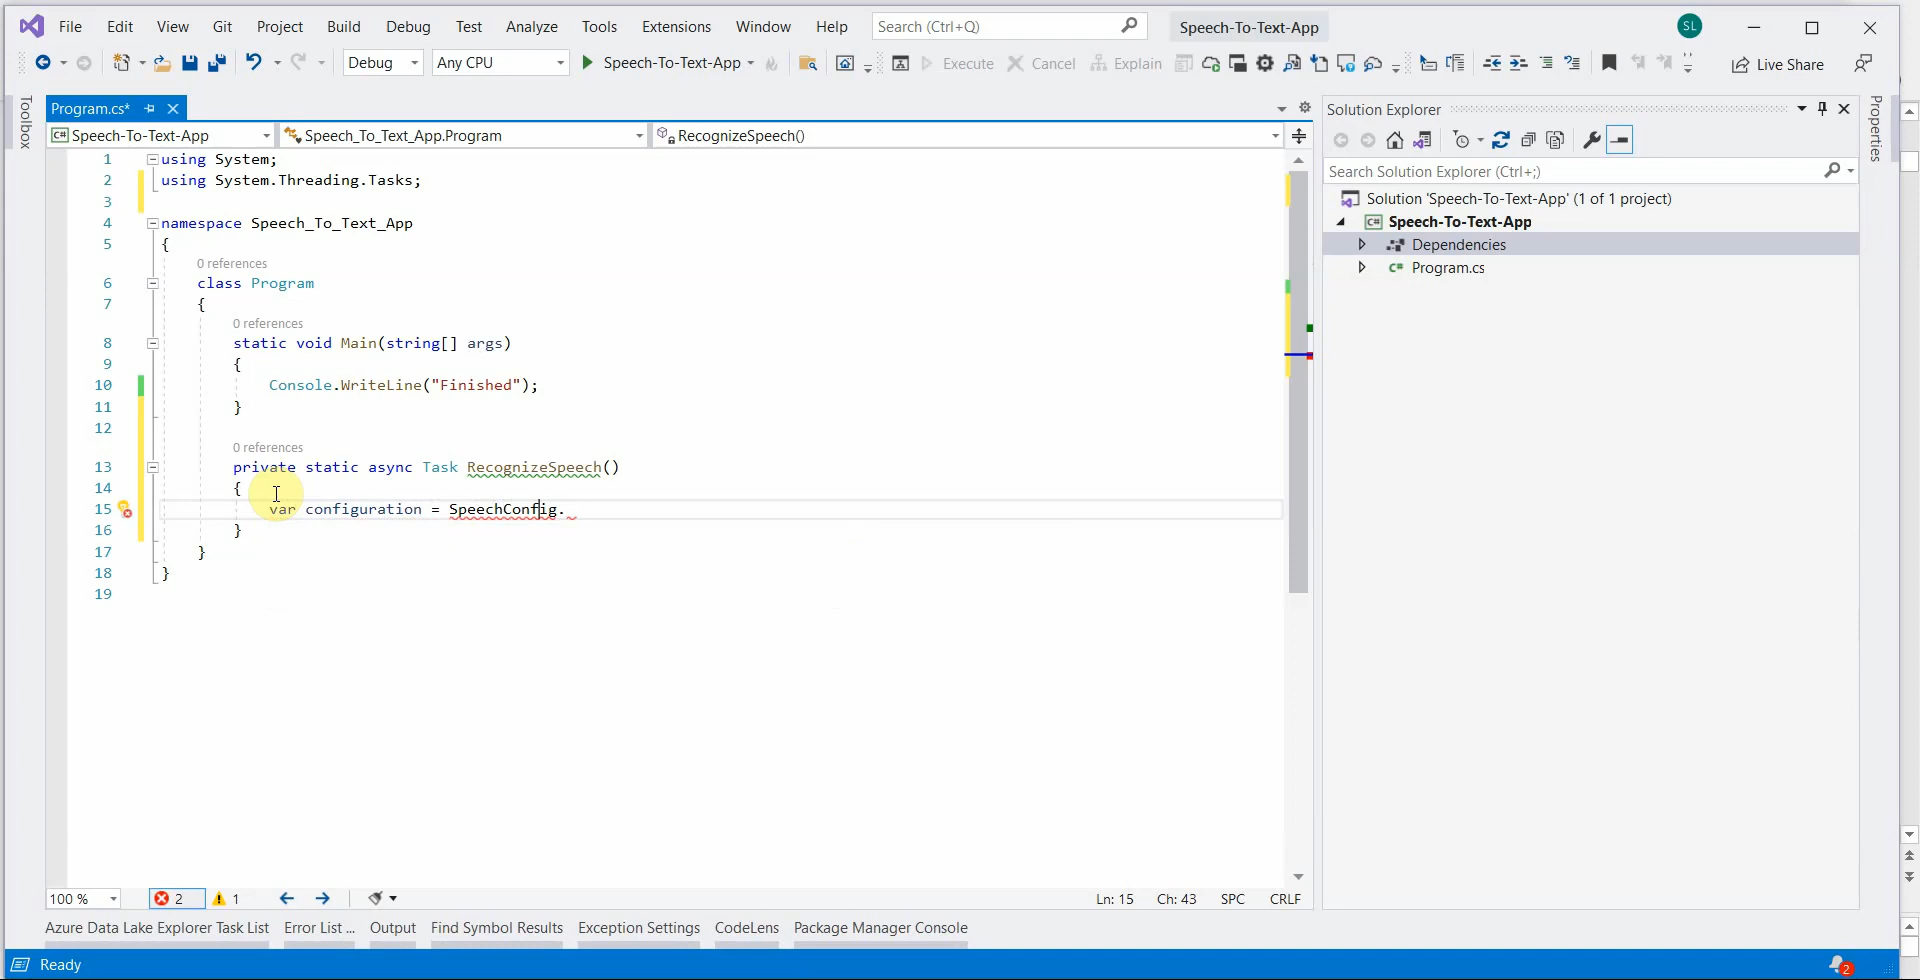 File Edit View Git Project Build Debug Test Analyze Tools Extensions Window Help Search (Ctrl+Q) Speech-To-Text-App SL
Debug Any CPU Speech-To-Text-App Execute Cancel Explain Live Share
Toolbox
Program.cs*
Speech-To-Text-App Speech_To_Text_App.Program RecognizeSpeech()
1 using System;
2 using System.Threading.Tasks;
3
4 namespace Speech_To_Text_App
5 {
0 references
6 class Program
7 {
0 references
8 static void Main(string[] args)
9 {
10 Console.WriteLine("Finished");
11 }
12
0 references
13 private static async Task RecognizeSpeech()
14 {
15 var configuration = SpeechConfig.
16 }
17 }
18 }
19
100 % 2 1 Ln: 15 Ch: 43 SPC CRLF
Solution Explorer
Search Solution Explorer (Ctrl+;)
Solution 'Speech-To-Text-App' (1 of 1 project)
C# Speech-To-Text-App
Dependencies
C# Program.cs
Properties
Azure Data Lake Explorer Task List Error List ... Output Find Symbol Results Exception Settings CodeLens Package Manager Console
Ready 2